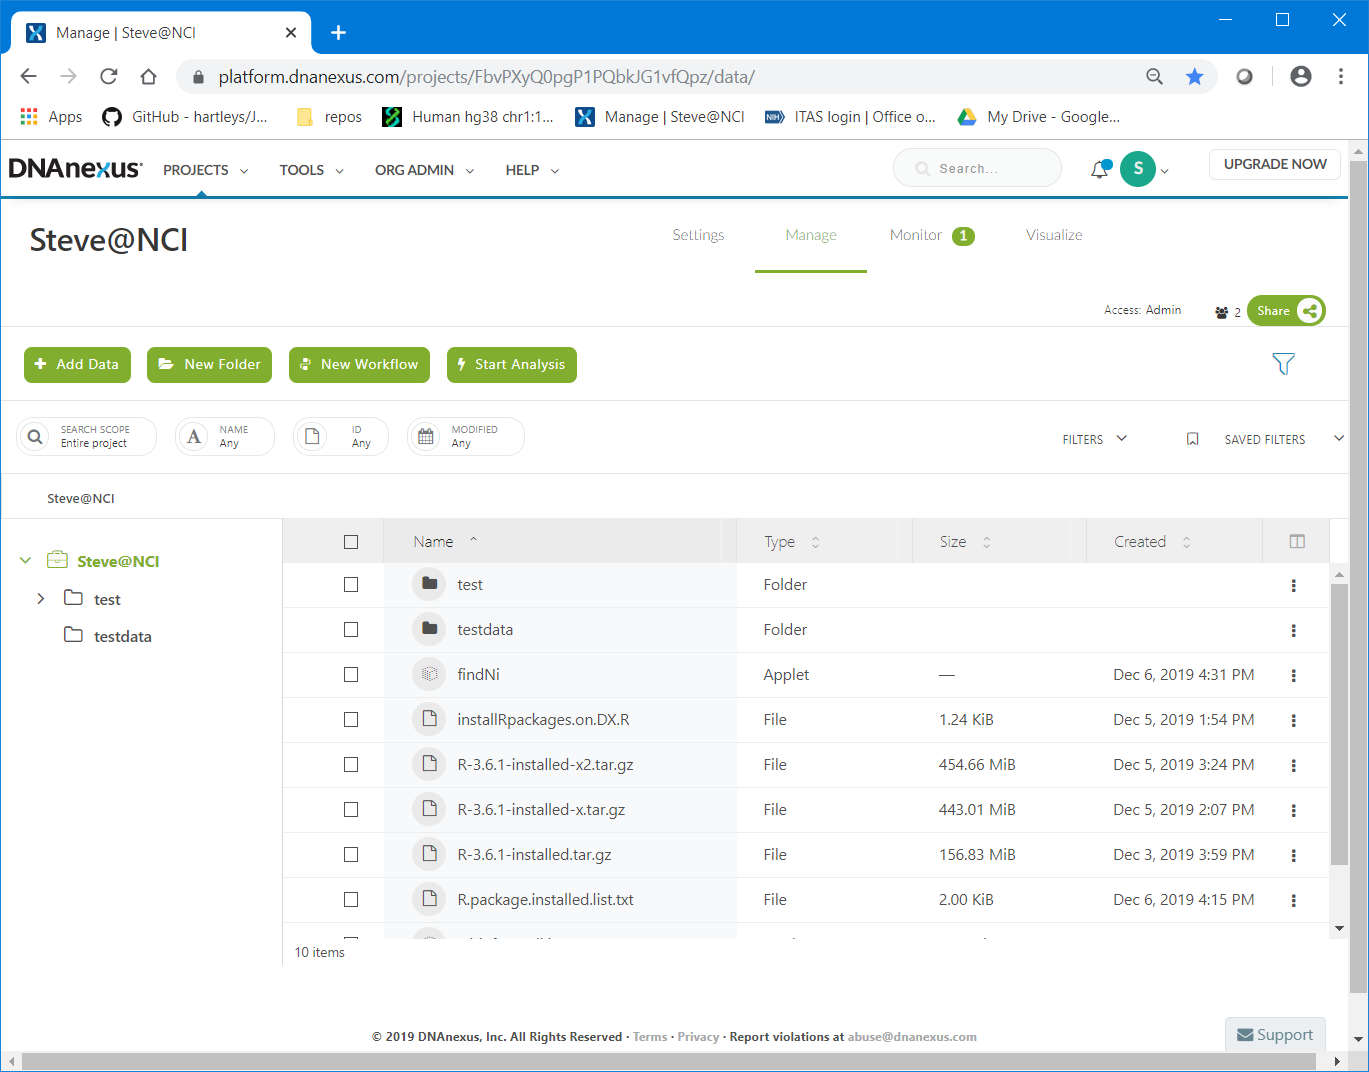 Manage | Steve@NCI
platform.dnanexus.com/projects/FbvPXyQ0pgP1PQbkJG1vfQpz/data/
Apps GitHub - hartleys/J... repos Human hg38 chr1:1... Manage | Steve@NCI NIH ITAS login | Office o... My Drive - Google...
DNAnexus PROJECTS TOOLS ORG ADMIN HELP Search... S UPGRADE NOW
Steve@NCI Settings Manage Monitor 1 Visualize
Access: Admin 2 Share
Add Data New Folder New Workflow Start Analysis
SEARCH SCOPE NAME ID MODIFIED
Entire project Any Any Any
FILTERS SAVED FILTERS
Steve@NCI
Steve@NCI
test
testdata
Name Type Size Created
test Folder
testdata Folder
findNi Applet — Dec 6, 2019 4:31 PM
installRpackages.on.DX.R File 1.24 KiB Dec 5, 2019 1:54 PM
R-3.6.1-installed-x2.tar.gz File 454.66 MiB Dec 5, 2019 3:24 PM
R-3.6.1-installed-x.tar.gz File 443.01 MiB Dec 5, 2019 2:07 PM
R-3.6.1-installed.tar.gz File 156.83 MiB Dec 3, 2019 3:59 PM
R.package.installed.list.txt File 2.00 KiB Dec 6, 2019 4:15 PM
10 items
© 2019 DNAnexus, Inc. All Rights Reserved · Terms · Privacy · Report violations at abuse@dnanexus.com
Support